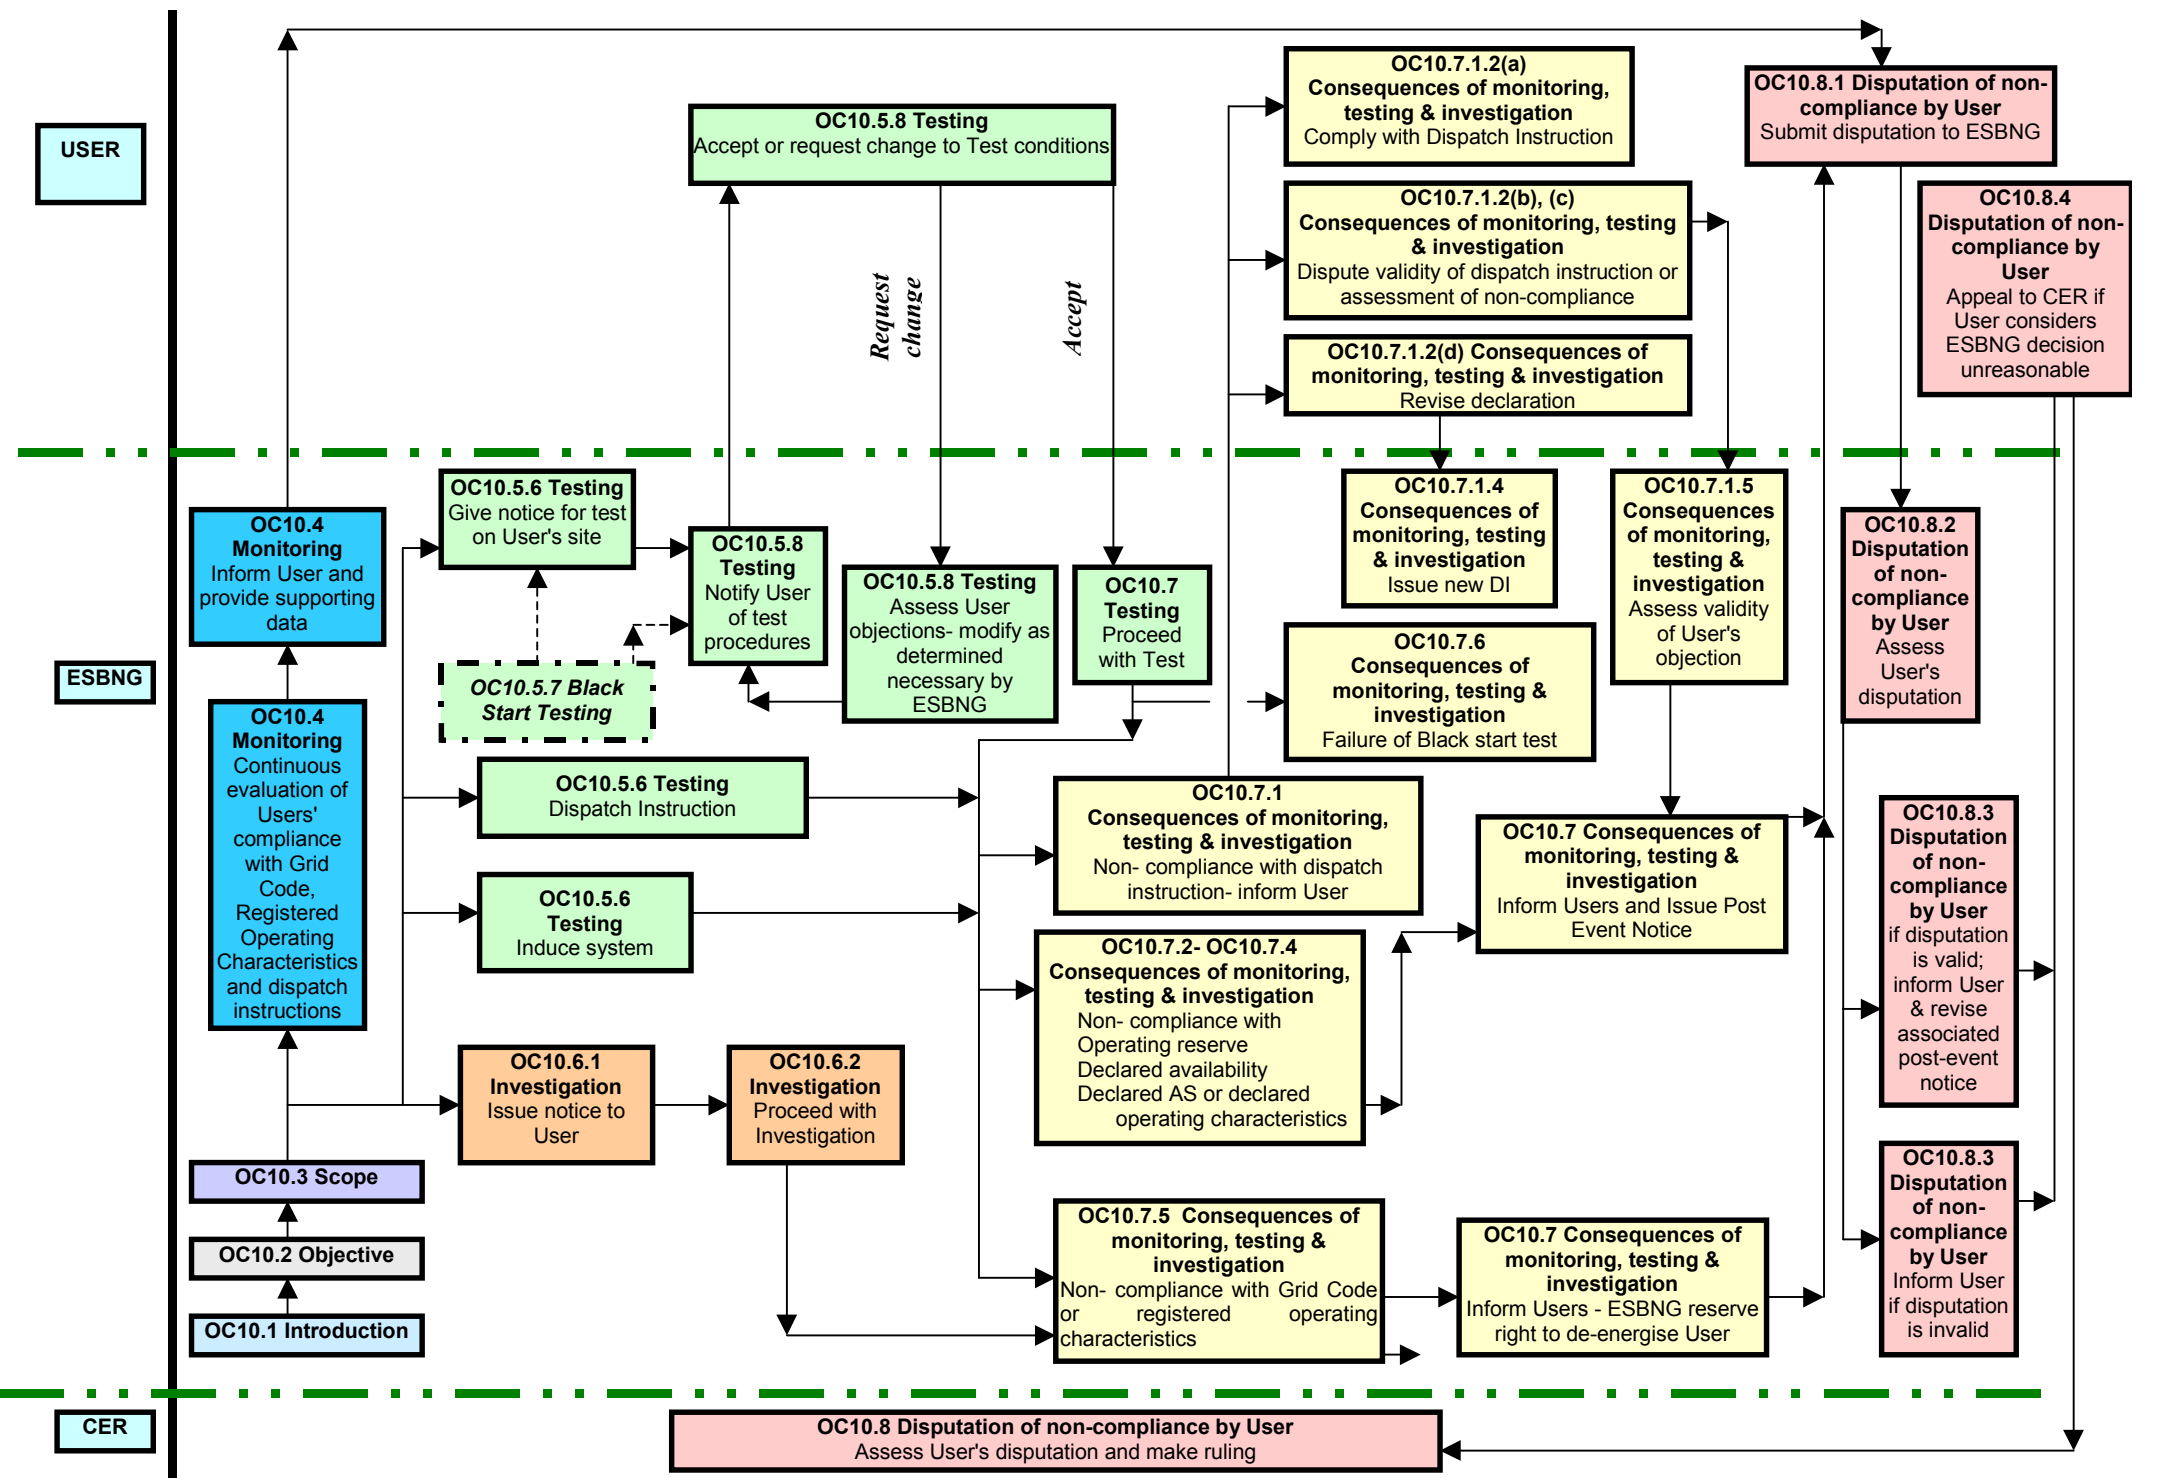 USER
OC10.5.8 Testing
Accept or request change to Test conditions
OC10.7.1.2(a)
Consequences of monitoring,
testing & investigation
Comply with Dispatch Instruction
OC10.8.1 Disputation of non-
compliance by User
Submit disputation to ESBNG
OC10.7.1.2(b), (c)
Consequences of monitoring, testing
& investigation
Dispute validity of dispatch instruction or
assessment of non-compliance
OC10.8.4
Disputation of non-
compliance by
User
Appeal to CER if
User considers
ESBNG decision
unreasonable
Request
change
Accept
OC10.7.1.2(d) Consequences of
monitoring, testing & investigation
Revise declaration
ESBNG
OC10.4
Monitoring
Inform User and
provide supporting
data
OC10.5.6 Testing
Give notice for test
on User's site
OC10.5.8
Testing
Notify User
of test
procedures
OC10.5.8 Testing
Assess User
objections- modify as
determined
necessary by
ESBNG
OC10.7
Testing
Proceed
with Test
OC10.7.1.4
Consequences of
monitoring, testing
& investigation
Issue new DI
OC10.7.1.5
Consequences
of monitoring,
testing &
investigation
Assess validity
of User's
objection
OC10.8.2
Disputation
of non-
compliance
by User
Assess
User's
disputation
OC10.5.7 Black
Start Testing
OC10.7.6
Consequences of
monitoring, testing &
investigation
Failure of Black start test
OC10.4
Monitoring
Continuous
evaluation of
Users'
compliance
with Grid
Code,
Registered
Operating
Characteristics
and dispatch
instructions
OC10.5.6 Testing
Dispatch Instruction
OC10.7.1
Consequences of monitoring,
testing & investigation
Non- compliance with dispatch
instruction- inform User
OC10.7 Consequences of
monitoring, testing &
investigation
Inform Users and Issue Post
Event Notice
OC10.8.3
Disputation
of non-
compliance
by User
if disputation
is valid;
inform User
& revise
associated
post-event
notice
OC10.5.6
Testing
Induce system
OC10.7.2- OC10.7.4
Consequences of monitoring,
testing & investigation
Non- compliance with
Operating reserve
Declared availability
Declared AS or declared
operating characteristics
OC10.6.1
Investigation
Issue notice to
User
OC10.6.2
Investigation
Proceed with
Investigation
OC10.3 Scope
OC10.2 Objective
OC10.1 Introduction
OC10.7.5 Consequences of
monitoring, testing &
investigation
Non- compliance with Grid Code
or registered operating
characteristics
OC10.7 Consequences of
monitoring, testing &
investigation
Inform Users - ESBNG reserve
right to de-energise User
OC10.8.3
Disputation
of non-
compliance
by User
Inform User
if disputation
is invalid
CER
OC10.8 Disputation of non-compliance by User
Assess User's disputation and make ruling